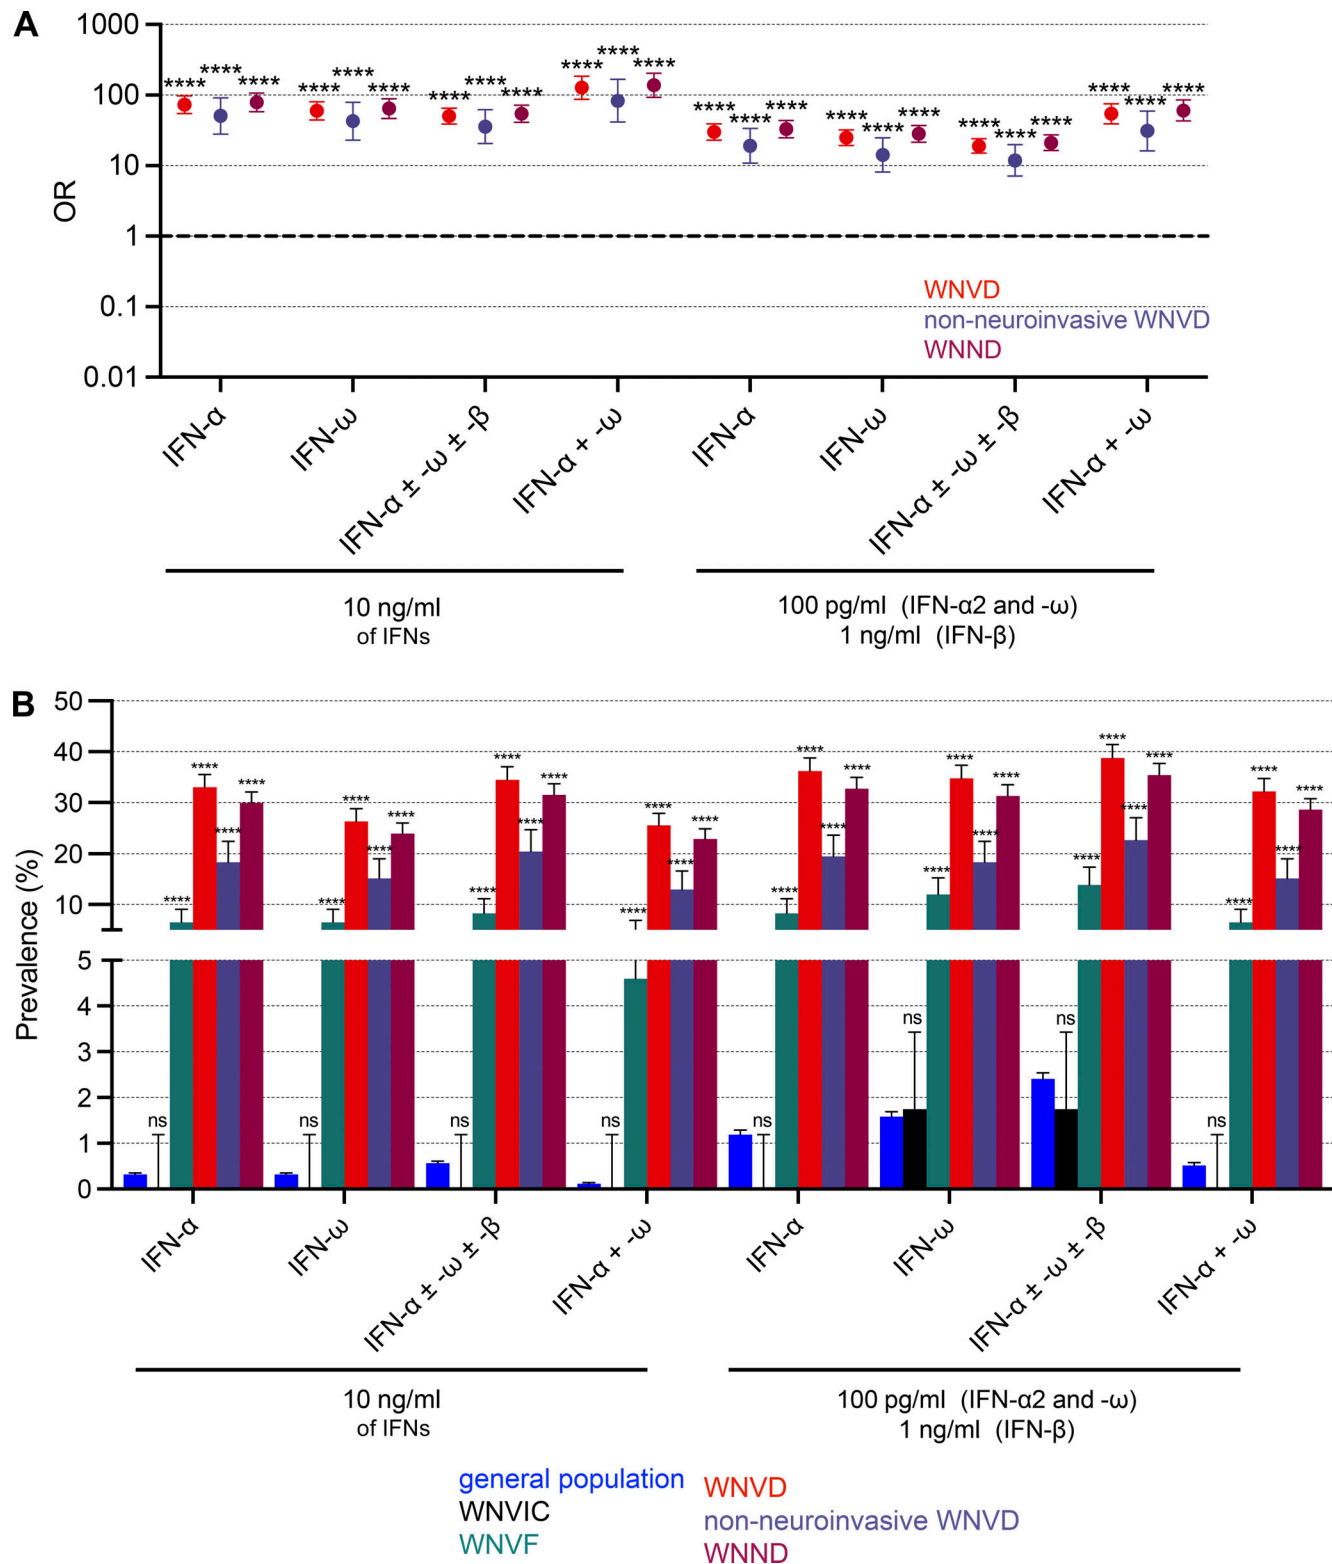 A
1000
100
10
1
0.1
0.01
OR
**** **** **** **** **** **** **** **** **** **** **** ****
**** **** **** **** **** **** **** **** **** **** **** ****
WNVD
non-neuroinvasive WNVD
WNND
IFN-α
IFN-ω
IFN-α ± -ω ± -β
IFN-α + -ω
IFN-α
IFN-ω
IFN-α ± -ω ± -β
IFN-α + -ω
10 ng/ml
of IFNs
100 pg/ml (IFN-α2 and -ω)
1 ng/ml (IFN-β)
B
50
40
30
20
10
5
4
3
2
1
0
Prevalence (%)
ns **** **** **** ****
ns **** **** **** ****
ns **** **** **** ****
ns **** **** **** ****
ns **** **** **** ****
ns **** **** **** ****
ns **** **** **** ****
ns **** **** **** ****
IFN-α
IFN-ω
IFN-α ± -ω ± -β
IFN-α + -ω
IFN-α
IFN-ω
IFN-α ± -ω ± -β
IFN-α + -ω
10 ng/ml
of IFNs
100 pg/ml (IFN-α2 and -ω)
1 ng/ml (IFN-β)
general population
WNVIC
WNVF
WNVD
non-neuroinvasive WNVD
WNND